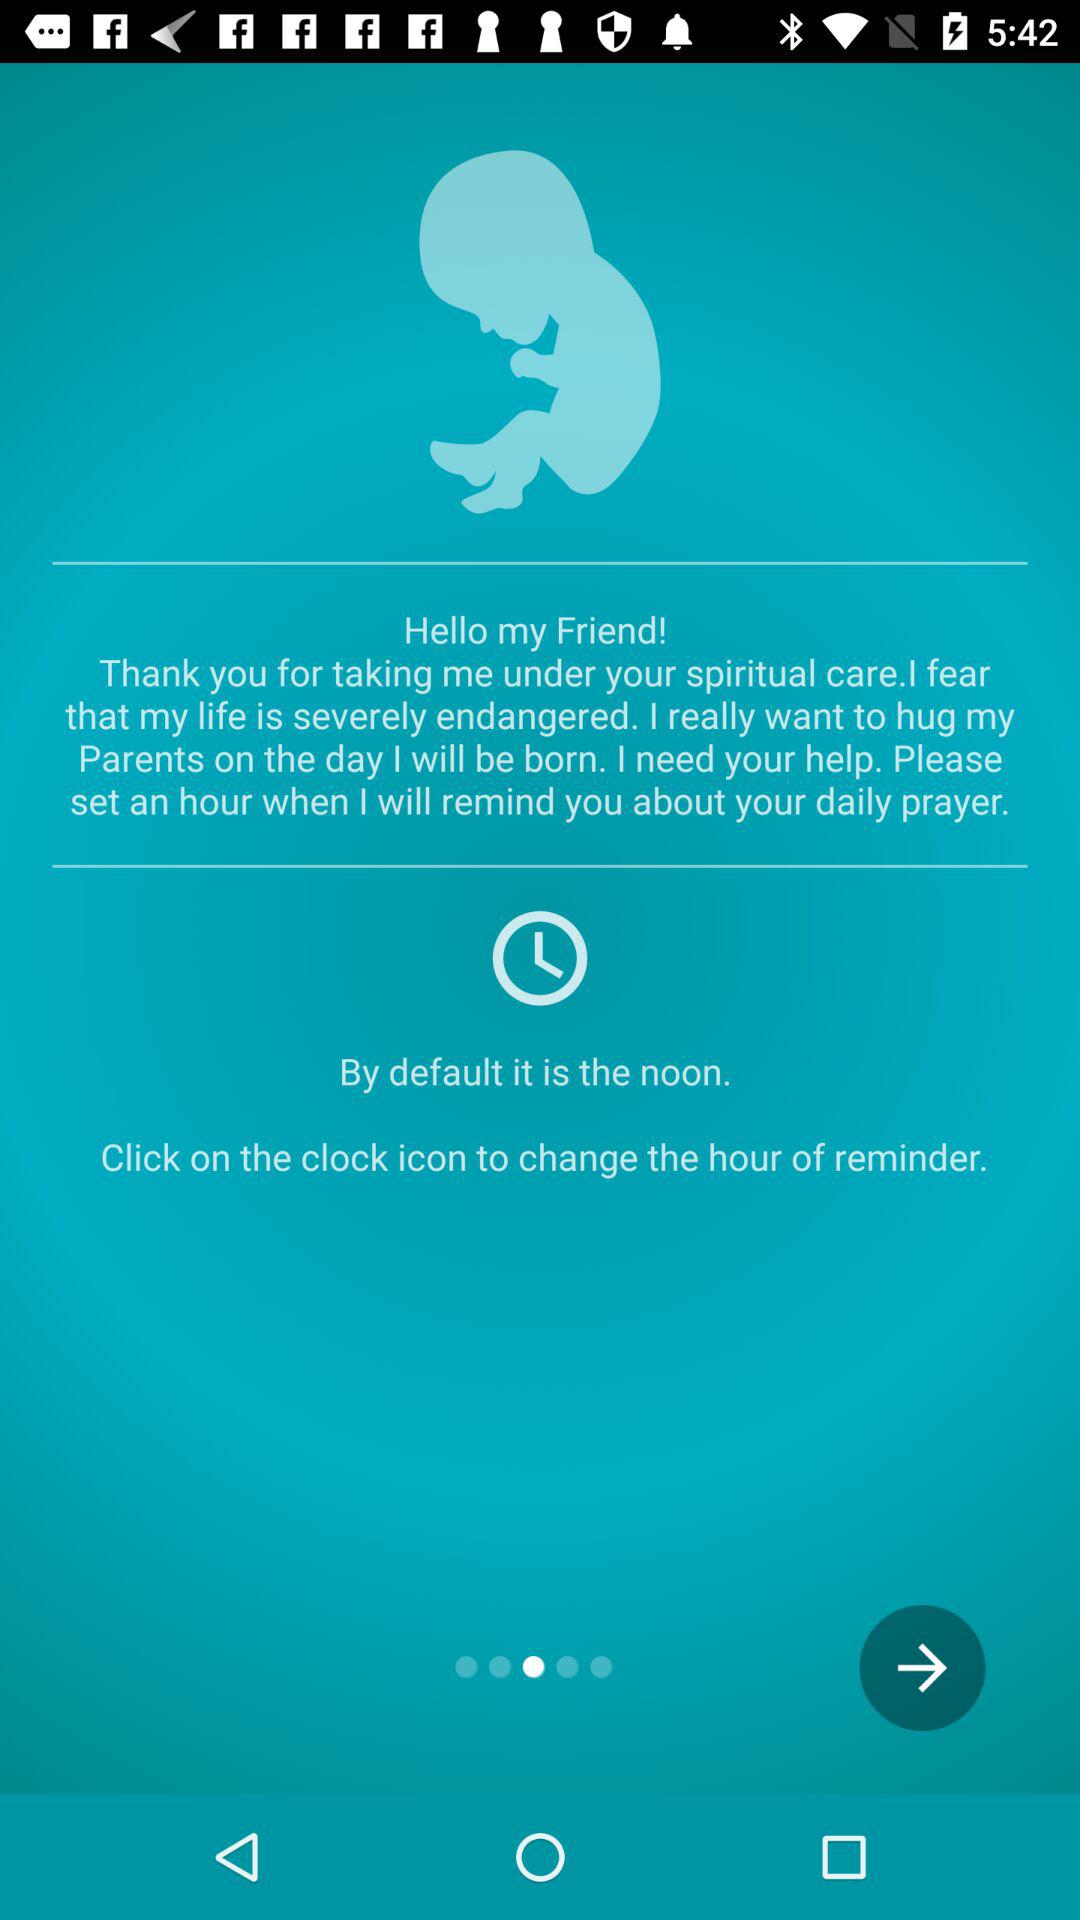 5:42
Hello my Friend!
Thank you for taking me under your spiritual care.I fear
that my life is severely endangered. I really want to hug my
Parents on the day I will be born. I need your help. Please
set an hour when I will remind you about your daily prayer.
By default it is the noon.
Click on the clock icon to change the hour of reminder.